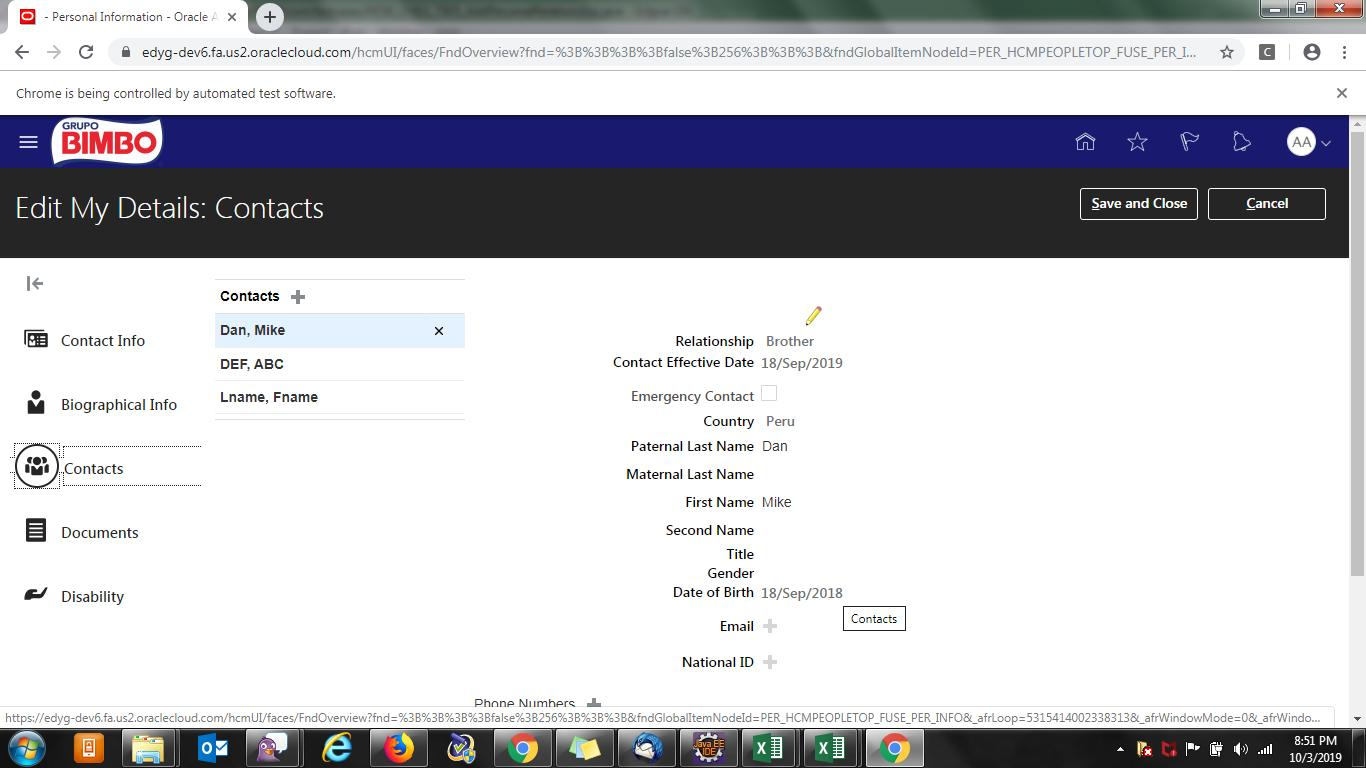 - Personal Information - Oracle A
edyg-dev6.fa.us2.oraclecloud.com/hcmUI/faces/FndOverview?fnd=%3B%3B%3B%3Bfalse%3B256%3B%3B%3B&fndGlobalItemNodeId=PER_HCMPEOPLETOP_FUSE_PER_I...
C
Chrome is being controlled by automated test software.
GRUPO
BIMBO
AA
Edit My Details: Contacts
Save and Close
Cancel
Contact Info
Biographical Info
Contacts
Documents
Disability
Contacts
Dan, Mike
DEF, ABC
Lname, Fname
Relationship Brother
Contact Effective Date 18/Sep/2019
Emergency Contact
Country Peru
Paternal Last Name Dan
Maternal Last Name
First Name Mike
Second Name
Title
Gender
Date of Birth 18/Sep/2018
Contacts
Email
National ID
Phone Numbers
https://edyg-dev6.fa.us2.oraclecloud.com/hcmUI/faces/FndOverview?fnd=%3B%3B%3B%3Bfalse%3B256%3B%3B%3B&fndGlobalItemNodeId=PER_HCMPEOPLETOP_FUSE_PER_INFO&_afrLoop=5315414002338313&_afrWindowMode=0&_afrWindo...
Java EE
IDE
8:51 PM
10/3/2019